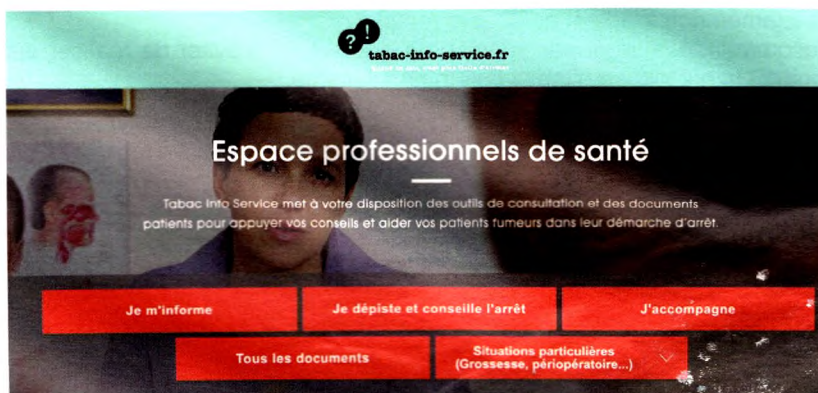 ?!
tabac-info-service.fr
Espace professionnels de santé
Tabac Info Service met à votre disposition des outils de consultation et des documents
patients pour appuyer vos conseils et aider vos patients fumeurs dans leur démarche d'arrêt.
Je m'informe
Je dépiste et conseille l'arrêt
J'accompagne
Tous les documents
Situations particulières
(Grossesse, périopératoire...)